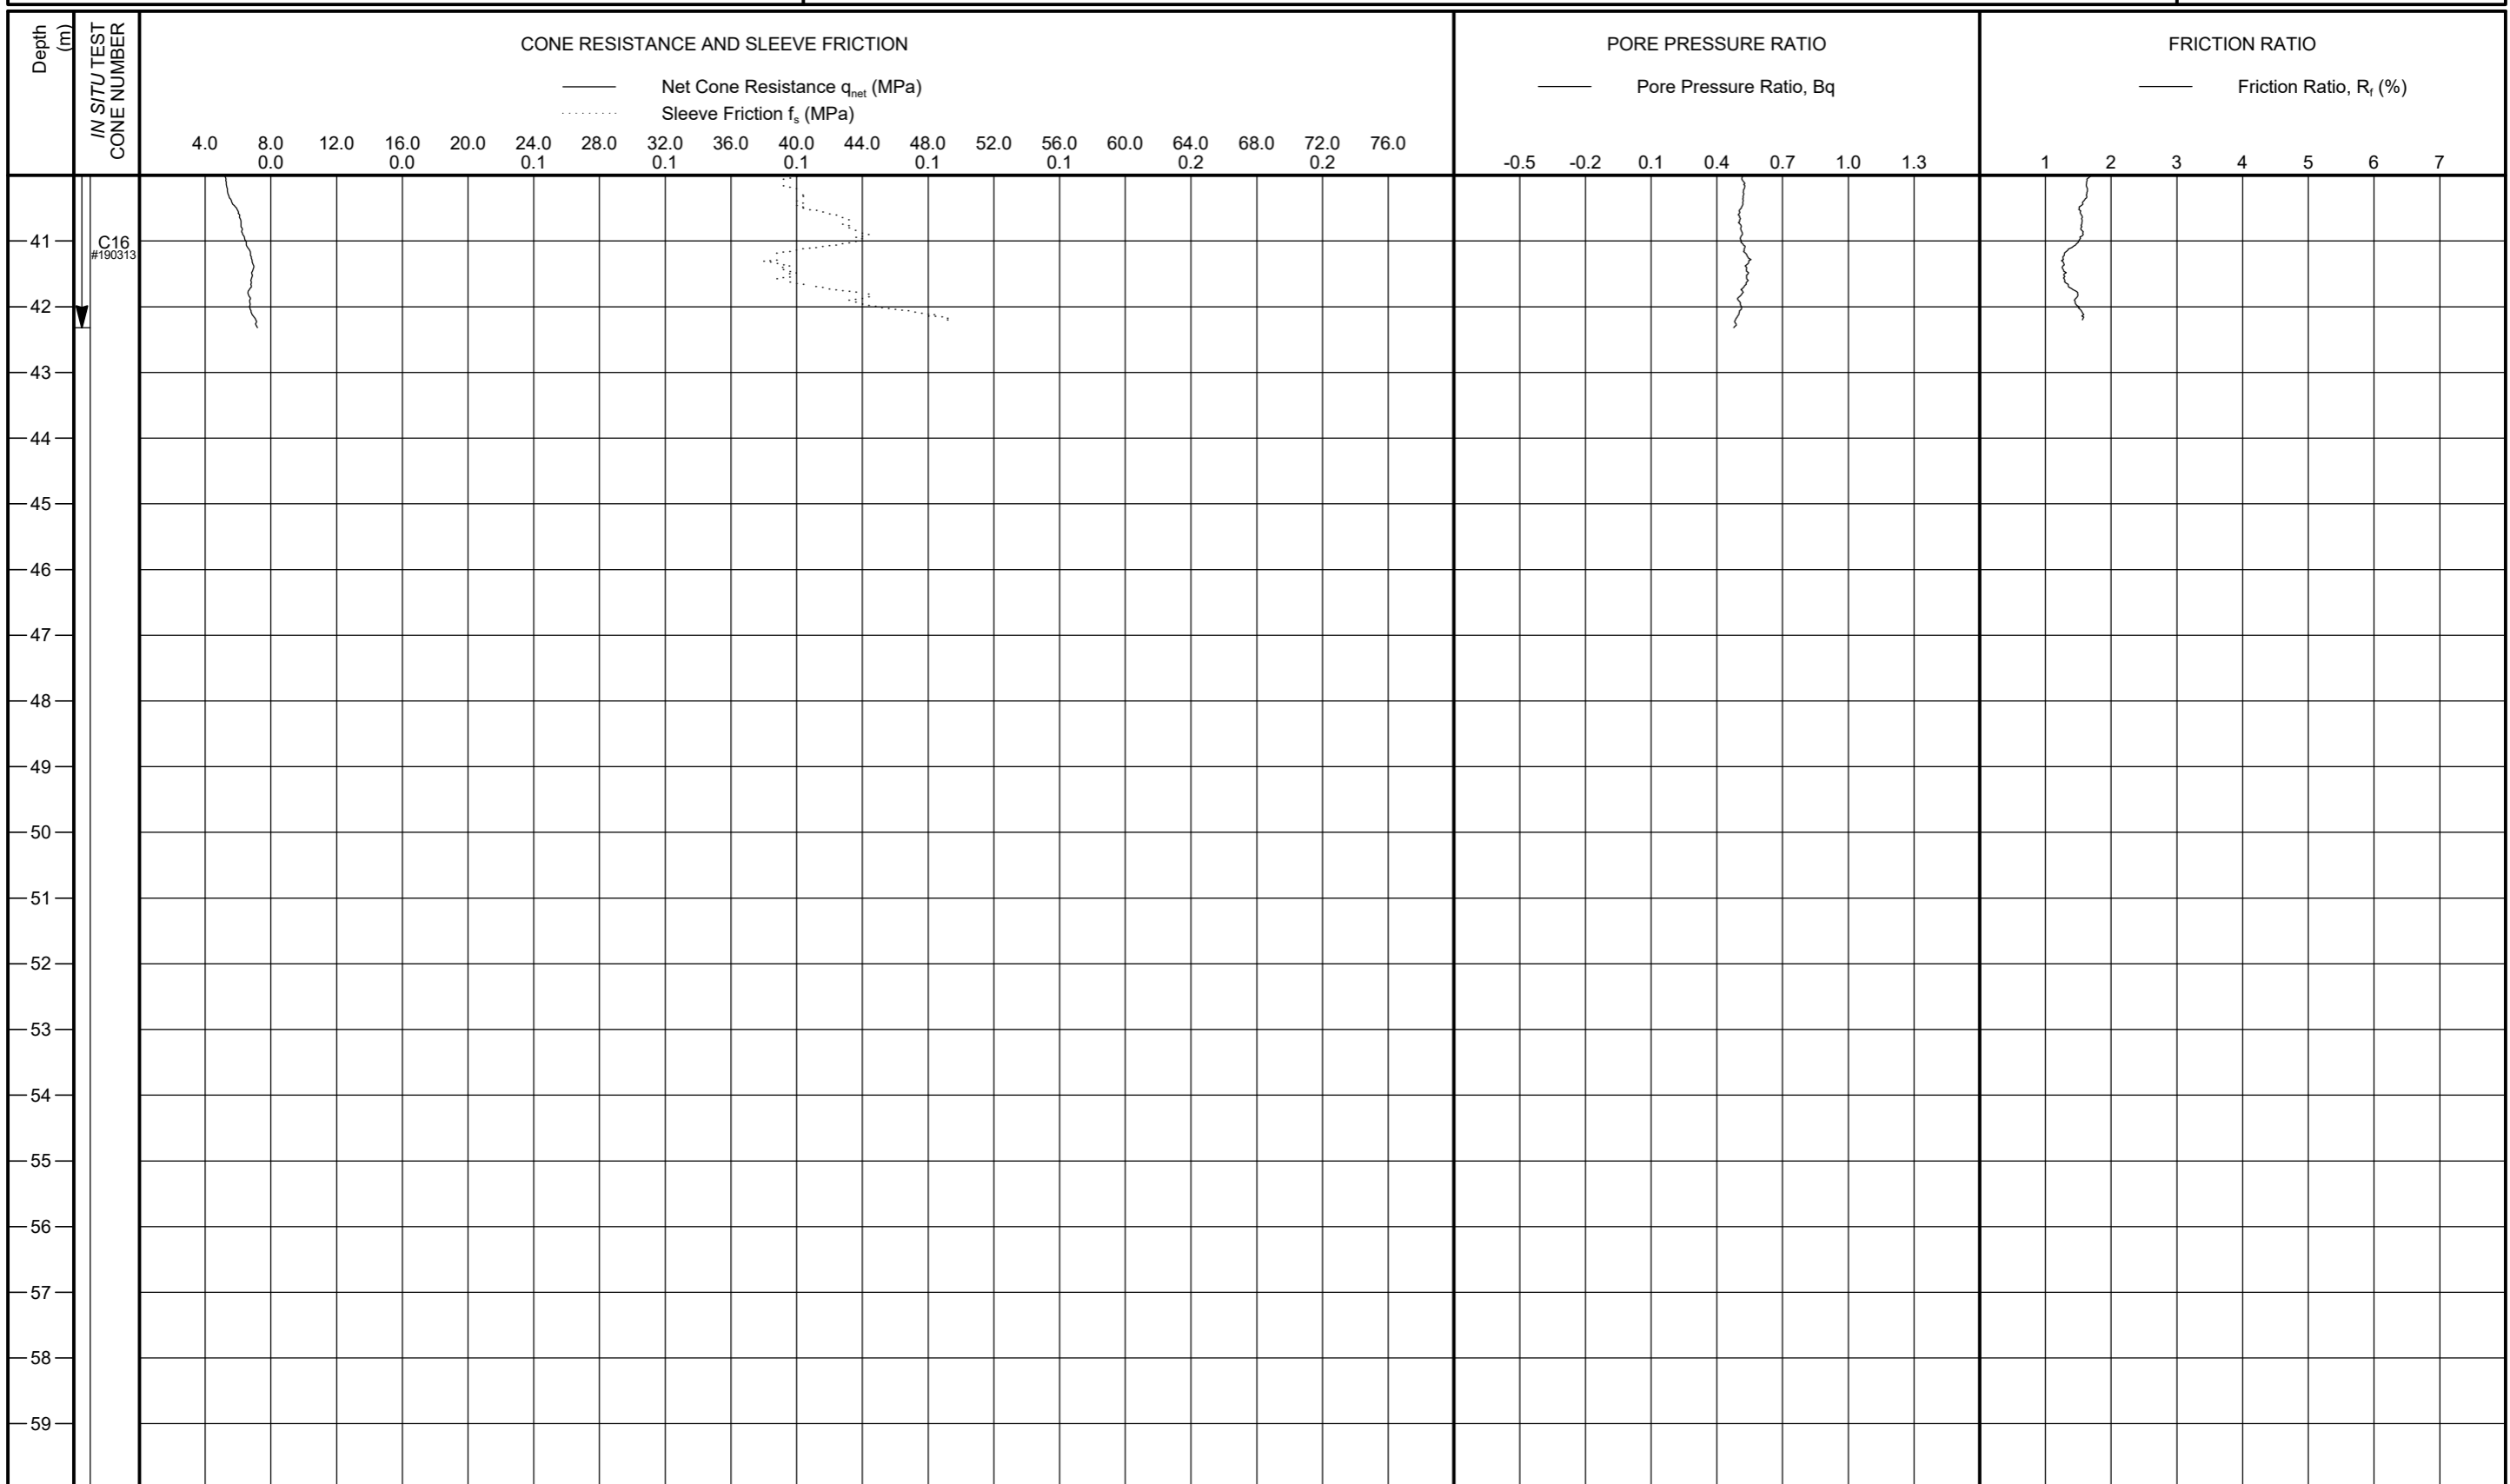 Depth
(m)
IN SITU TEST
CONE NUMBER
CONE RESISTANCE AND SLEEVE FRICTION
Net Cone Resistance qnet (MPa)
Sleeve Friction fs (MPa)
4.0 8.0 12.0 16.0 20.0 24.0 28.0 32.0 36.0 40.0 44.0 48.0 52.0 56.0 60.0 64.0 68.0 72.0 76.0
0.0 0.0 0.1 0.1 0.1 0.1 0.1 0.2 0.2
PORE PRESSURE RATIO
Pore Pressure Ratio, Bq
-0.5 -0.2 0.1 0.4 0.7 1.0 1.3
FRICTION RATIO
Friction Ratio, Rf (%)
1 2 3 4 5 6 7
41
C16
#190313
42
43
44
45
46
47
48
49
50
51
52
53
54
55
56
57
58
59